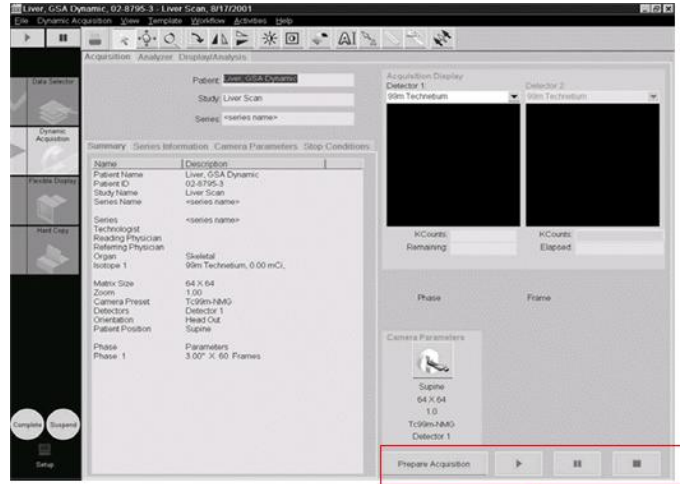 Liver, GSA Dynamic, 02-8795-3 - Liver Scan, 8/17/2001
File Dynamic Acquisition View Template Workflow Activities Help
Acquisition Analyzer Display/Analysis
Data Selector
Dynamic Acquisition
Flexible Display
Hard Copy
Complete Suspend
Setup
Patient: Liver, GSA Dynamic
Study: Liver Scan
Series: <series name>
Summary Series Information Camera Parameters Stop Conditions
Name Description
Patient Name Liver, GSA Dynamic
Patient ID 02-8795-3
Study Name Liver Scan
Series Name <series name>
Series <series name>
Technologist
Reading Physician
Referring Physician
Organ Skeletal
Isotope 1 99m Technetium, 0.00 mCi,
Matrix Size 64 X 64
Zoom 1.00
Camera Preset Tc99m-NMG
Detectors Detector 1
Orientation Head Out
Patient Position Supine
Phase Parameters
Phase 1 3.00" X 60 Frames
Acquisition Display
Detector 1: Detector 2:
99m Technetium 99m Technetium
KCounts: KCounts:
Remaining: Elapsed:
Phase Frame
Camera Parameters
Supine
64 X 64
1.0
Tc99m-NMG
Detector 1
Prepare Acquisition